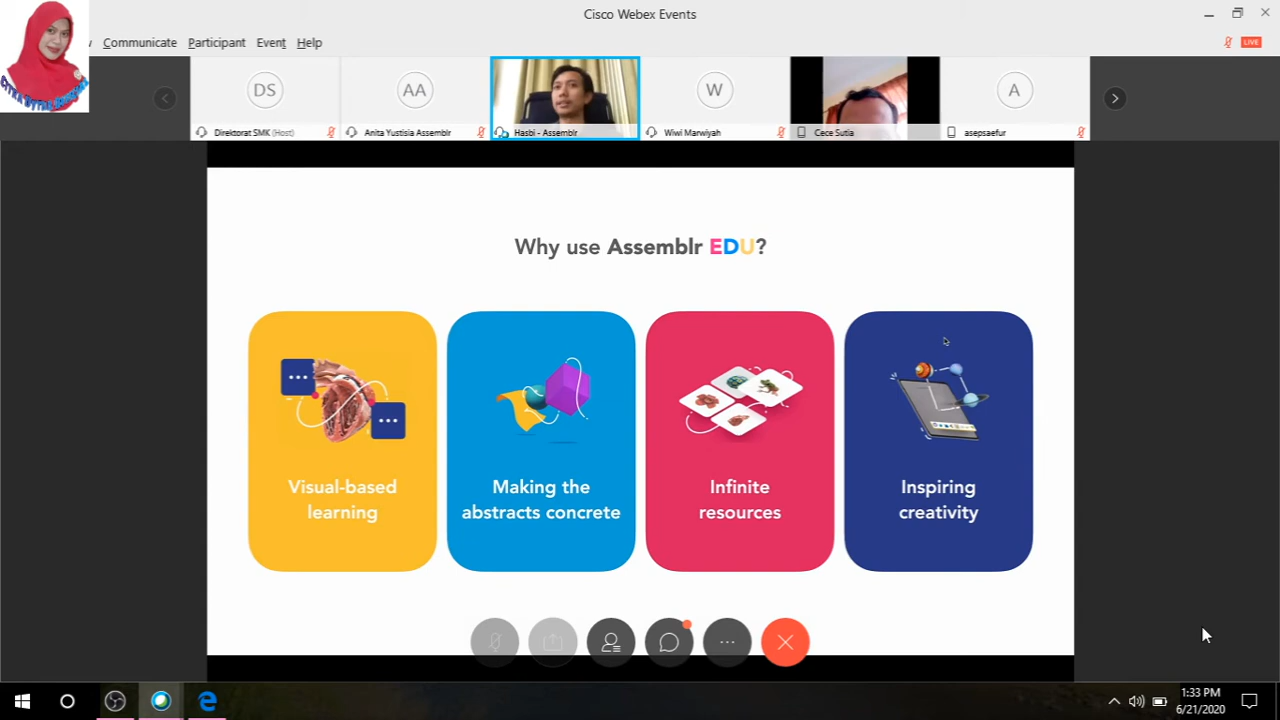 Cisco Webex Events
Communicate Participant Event Help
LIVE
DS
AA
W
A
Direktorat SMK (Host)
Anita Yustisia Assemblr
Hasbi - Assemblr
Wiwi Marwiyah
Cece Sutia
asepsaefur
Why use Assemblr EDU?
Visual-based
learning
Making the
abstracts concrete
Infinite
resources
Inspiring
creativity
1:33 PM
6/21/2020